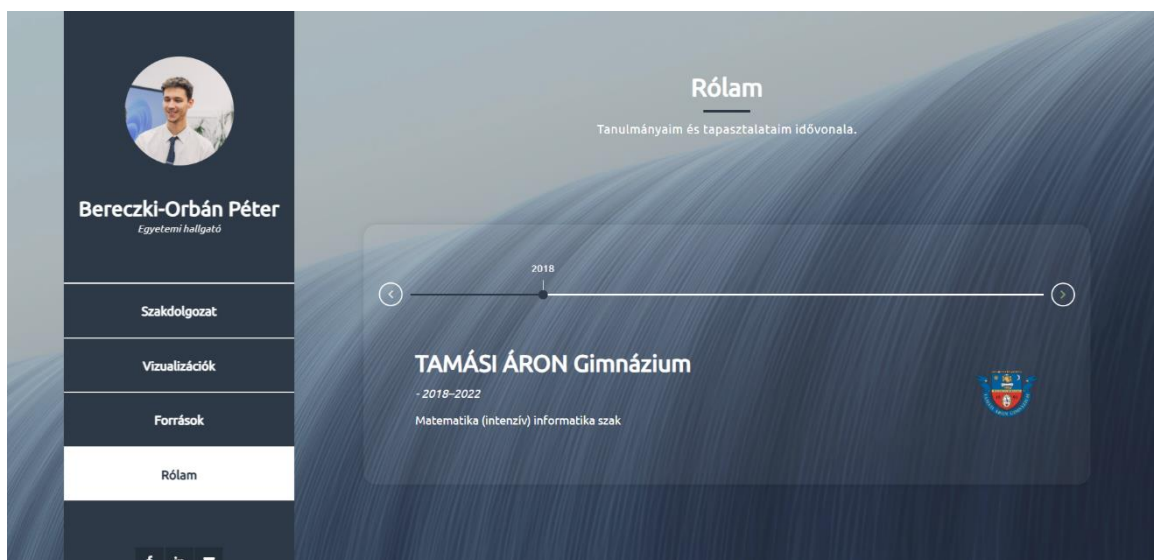 Bereczki-Orbán Péter
Egyetemi hallgató
Szakdolgozat
Vizualizációk
Források
Rólam
Rólam
Tanulmányaim és tapasztalataim idővonala.
2018
TAMÁSI ÁRON Gimnázium
- 2018–2022
Matematika (intenzív) informatika szak